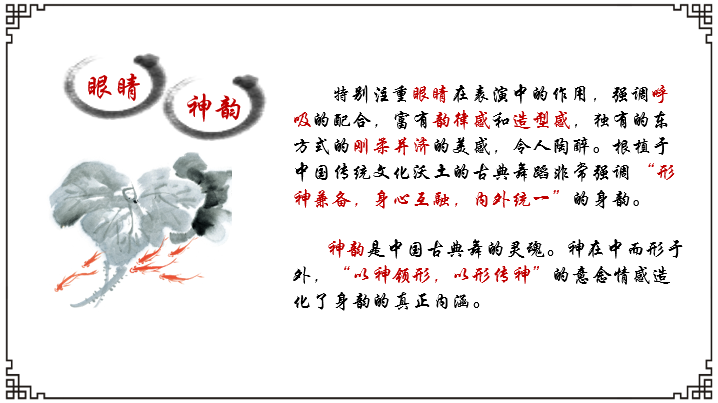 眼睛
神韵
特别注重眼睛在表演中的作用，强调呼
吸的配合，富有韵律感和造型感，独有的东
方式的刚柔并济的美感，令人陶醉。根植于
中国传统文化沃土的古典舞蹈非常强调“形
神兼备，身心互融，内外统一”的身韵。
神韵是中国古典舞的灵魂。神在中而形于
外，“以神领形，以形传神”的意念情感造
化了身韵的真正内涵。